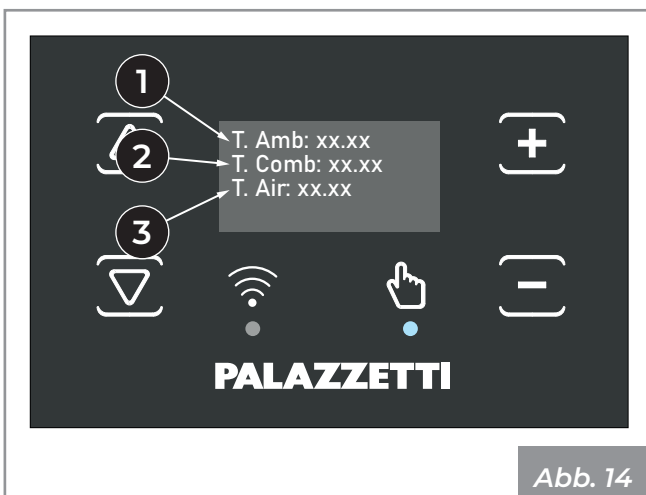 1
T. Amb: xx.xx
2
T. Comb: xx.xx
T. Air: xx.xx
3
PALAZZETTI
Abb. 14